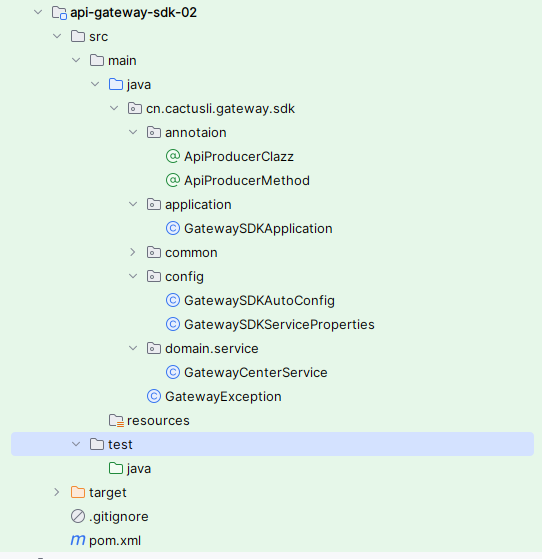 api-gateway-sdk-02
src
main
java
cn.cactusli.gateway.sdk
annotaion
ApiProducerClazz
ApiProducerMethod
application
GatewaySDKApplication
common
config
GatewaySDKAutoConfig
GatewaySDKServiceProperties
domain.service
GatewayCenterService
GatewayException
resources
test
java
target
.gitignore
pom.xml